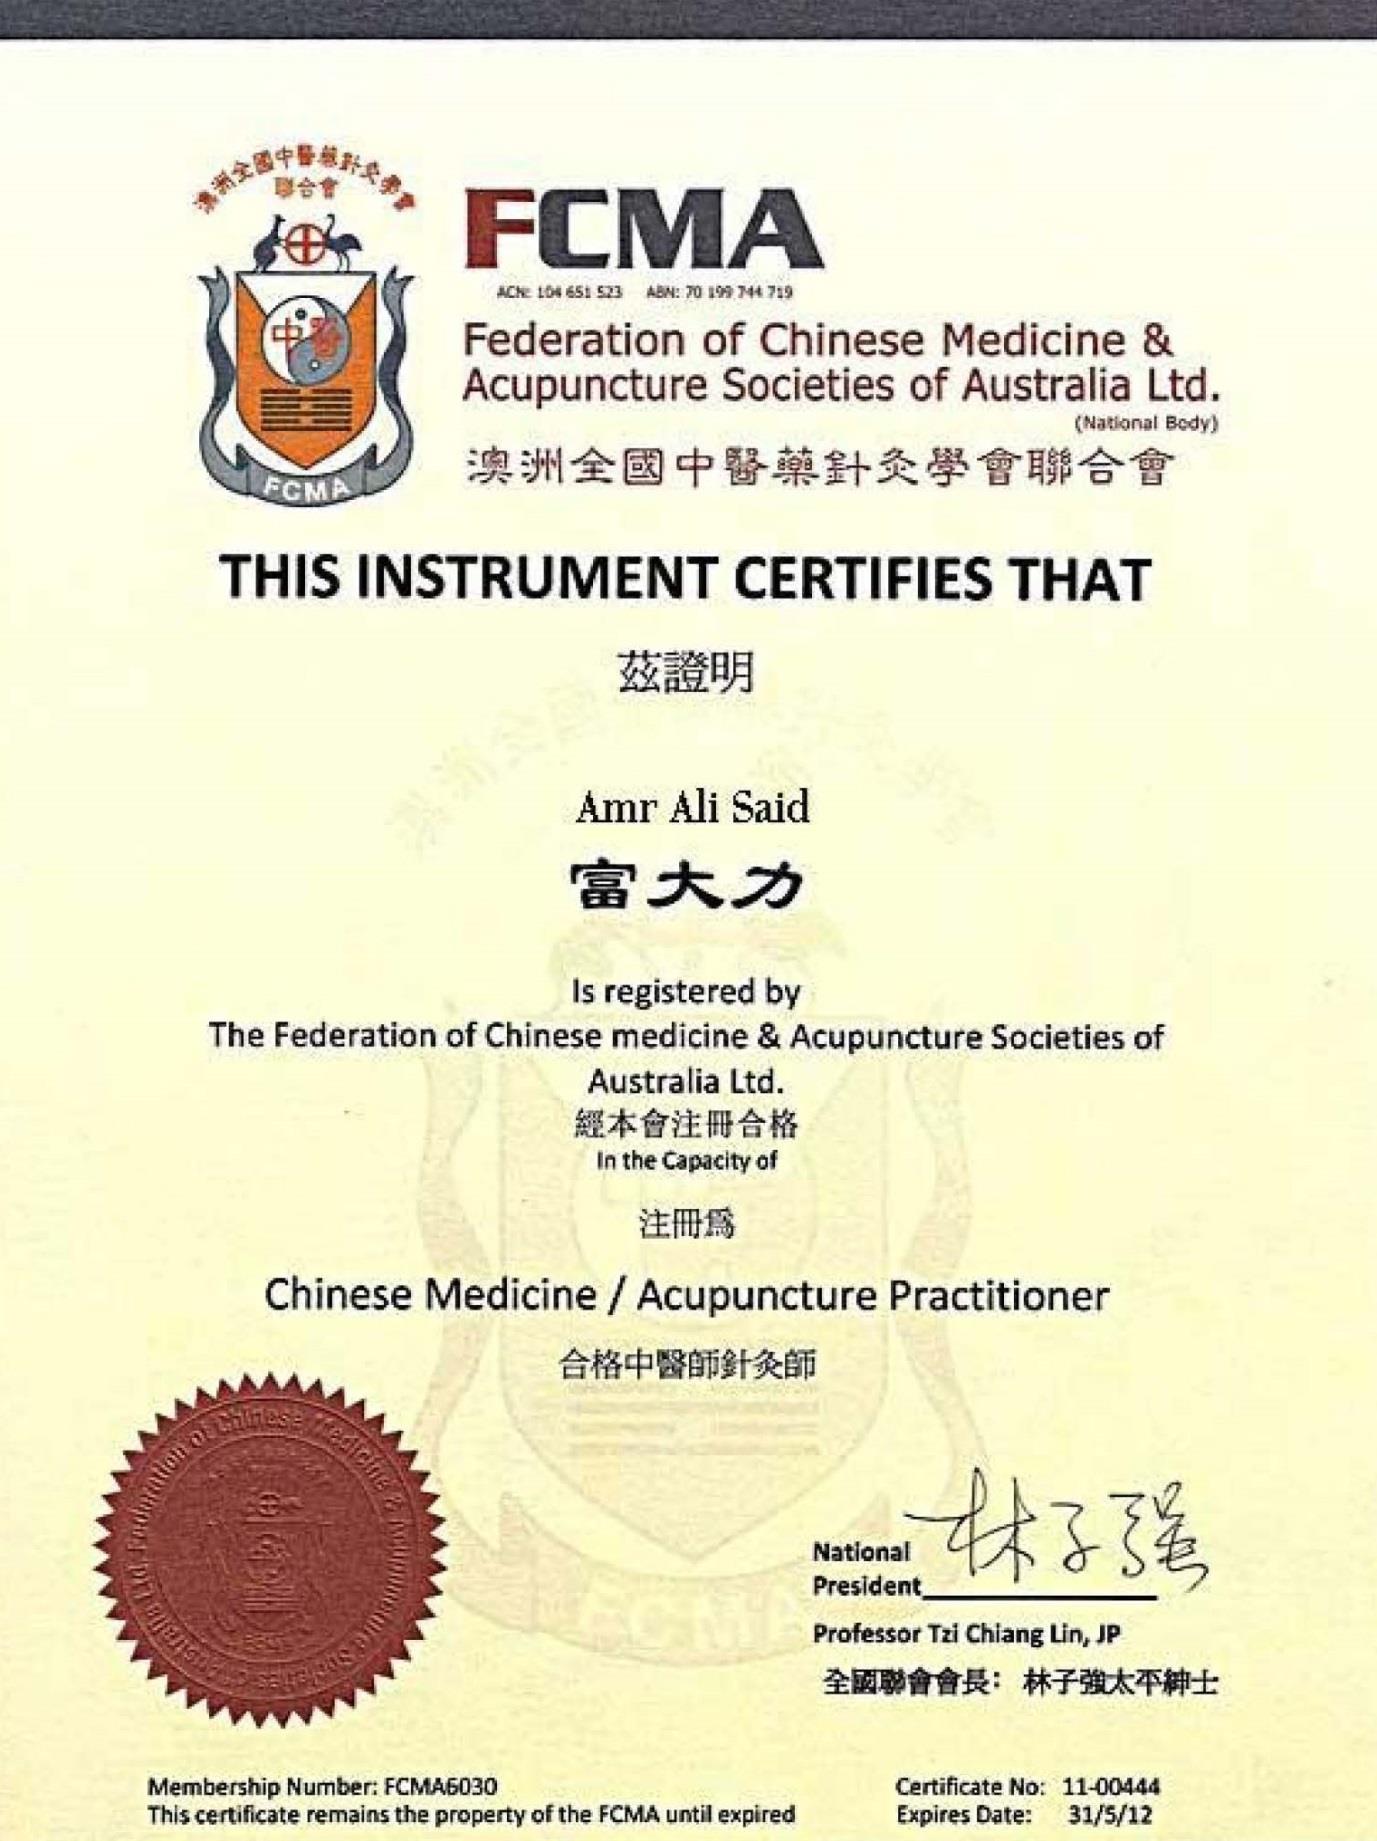 澳洲全國中醫藥針灸學會
聯合會
FCMA
ACN: 104 651 523 ABN: 70 199 744 719
Federation of Chinese Medicine &
Acupuncture Societies of Australia Ltd.
(National Body)
澳洲全國中醫藥針灸學會聯合會
中醫
FCMA
THIS INSTRUMENT CERTIFIES THAT
茲證明
Amr Ali Said
富大力
Is registered by
The Federation of Chinese medicine & Acupuncture Societies of
Australia Ltd.
經本會注冊合格
In the Capacity of
注冊爲
Chinese Medicine / Acupuncture Practitioner
合格中醫師針灸師
Federation of Chinese Medicine & Acupuncture Societies of Australia Ltd.
林子强
National
President
Professor Tzi Chiang Lin, JP
全國聯會會長： 林子強太平紳士
FCMA
Membership Number: FCMA6030
This certificate remains the property of the FCMA until expired
Certificate No: 11-00444
Expires Date: 31/5/12